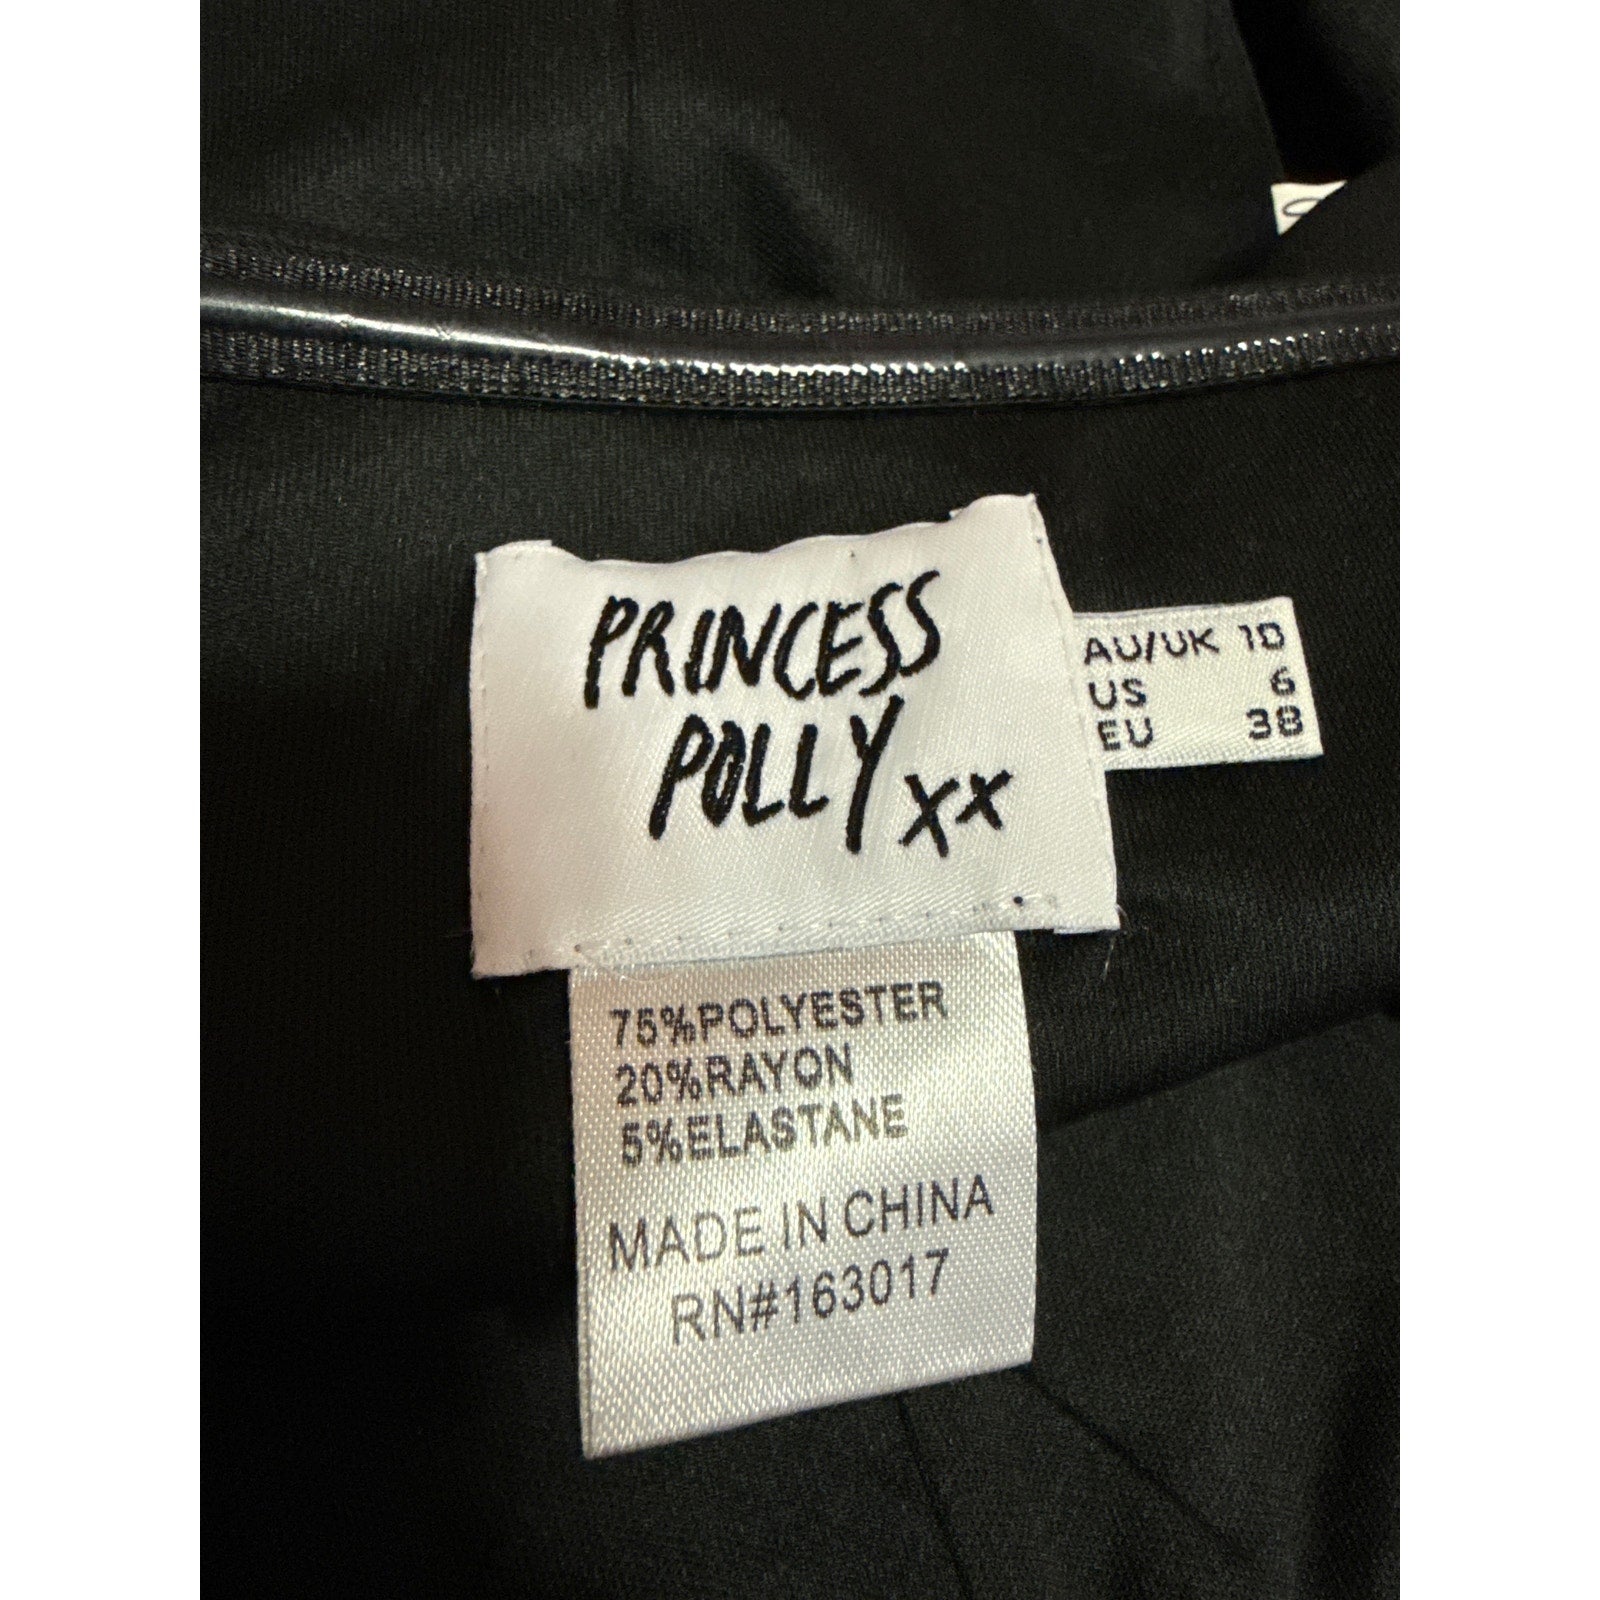 PRINCESS
POLLY xx
AU/UK 10
US 6
EU 38
75%POLYESTER
20%RAYON
5%ELASTANE
MADE IN CHINA
RN#163017